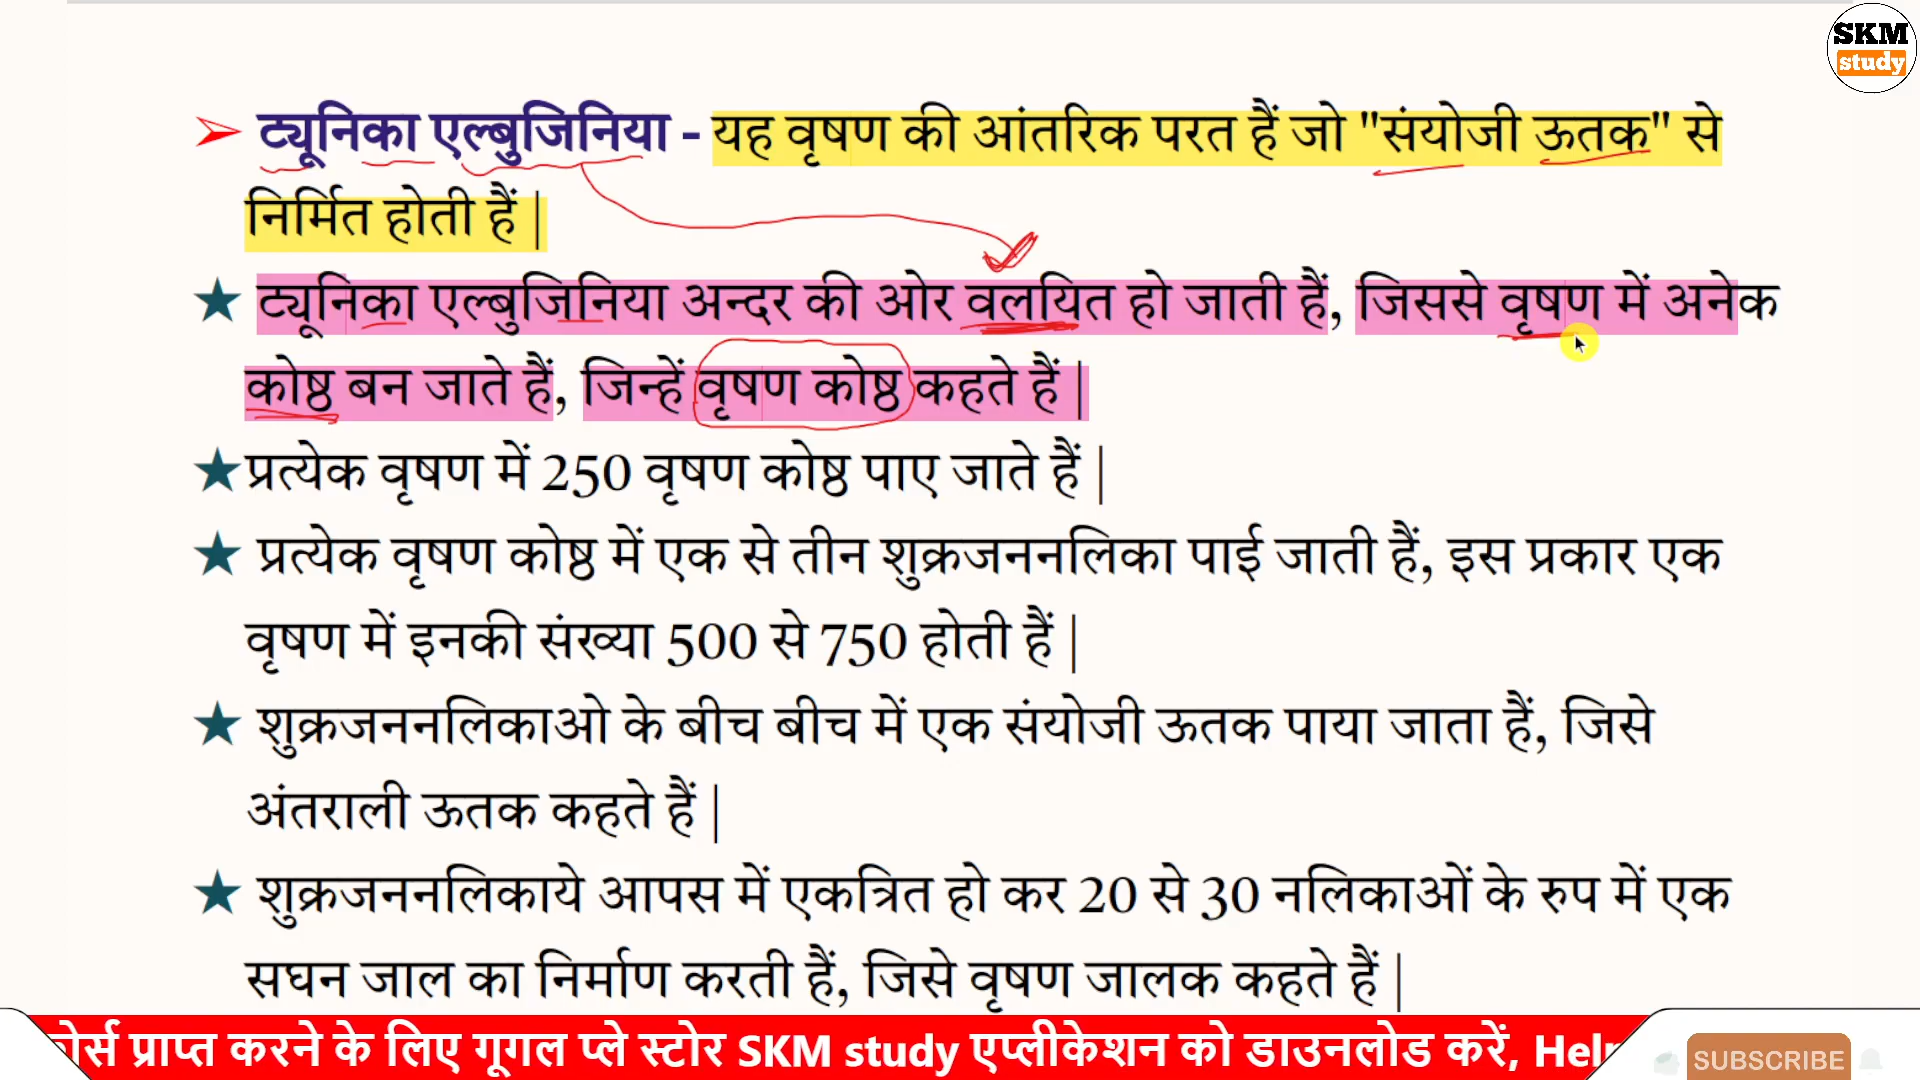 SKM
study
ट्यूनिका एल्बुजिनिया - यह वृषण की आंतरिक परत हैं जो "संयोजी ऊतक" से
निर्मित होती हैं |
ट्यूनिका एल्बुजिनिया अन्दर की ओर वलयित हो जाती हैं, जिससे वृषण में अनेक
कोष्ठ बन जाते हैं, जिन्हें वृषण कोष्ठ कहते हैं |
प्रत्येक वृषण में 250 वृषण कोष्ठ पाए जाते हैं |
प्रत्येक वृषण कोष्ठ में एक से तीन शुक्रजननलिका पाई जाती हैं, इस प्रकार एक
वृषण में इनकी संख्या 500 से 750 होती हैं |
शुक्रजननलिकाओ के बीच बीच में एक संयोजी ऊतक पाया जाता हैं, जिसे
अंतराली ऊतक कहते हैं |
शुक्रजननलिकाये आपस में एकत्रित हो कर 20 से 30 नलिकाओं के रुप में एक
सघन जाल का निर्माण करती हैं, जिसे वृषण जालक कहते हैं |
प्राप्त करने के लिए गूगल प्ले स्टोर SKM study एप्लीकेशन को डाउनलोड करें,
SUBSCRIBE